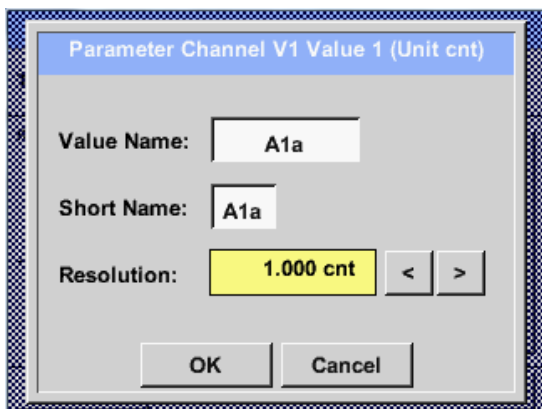 Parameter Channel V1 Value 1 (Unit cnt)
Value Name: A1a
Short Name: A1a
Resolution: 1.000 cnt < >
OK Cancel